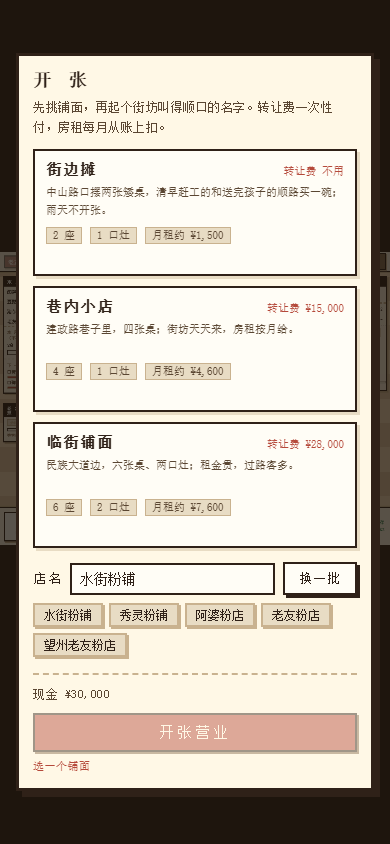 开 张
先挑铺面，再起个街坊叫得顺口的名字。转让费一次性
付，房租每月从账上扣。
街边摊
转让费 不用
中山路口摆两张矮桌，清早赶工的和送完孩子的顺路买一碗；
雨天不开张。
2 座
1 口灶
月租约 ¥1,500
巷内小店
转让费 ¥15,000
建政路巷子里，四张桌；街坊天天来，房租按月给。
4 座
1 口灶
月租约 ¥4,600
临街铺面
转让费 ¥28,000
民族大道边，六张桌、两口灶；租金贵，过路客多。
6 座
2 口灶
月租约 ¥7,600
店名
水街粉铺
换一批
水街粉铺
秀灵粉铺
阿婆粉店
老友粉店
望州老友粉店
现金 ¥30,000
开张营业
选一个铺面